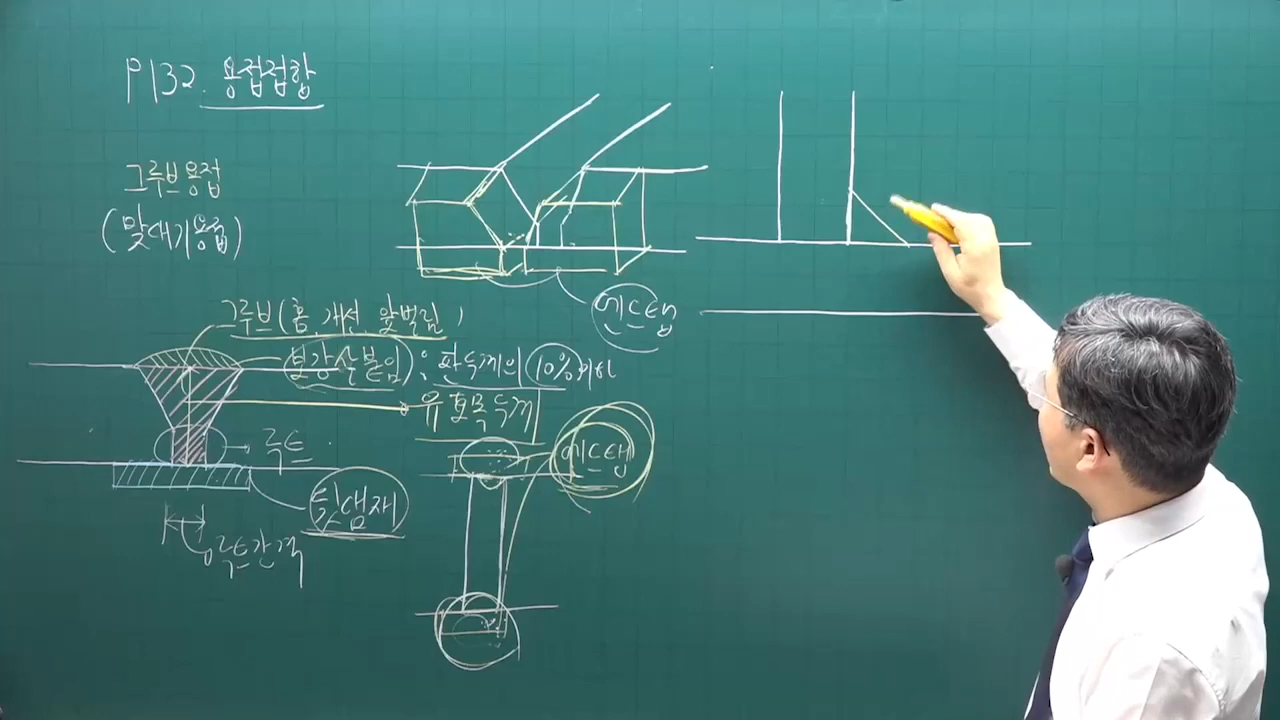 P132. 용접접합
그루브용접
(맞대기용접)
엔드탭
그루브(홈, 개선, 앞벌림)
보강살붙임 : 판두께의 10%이하
유효목두께
루트
엔드탭
뒷댐재
루트간격